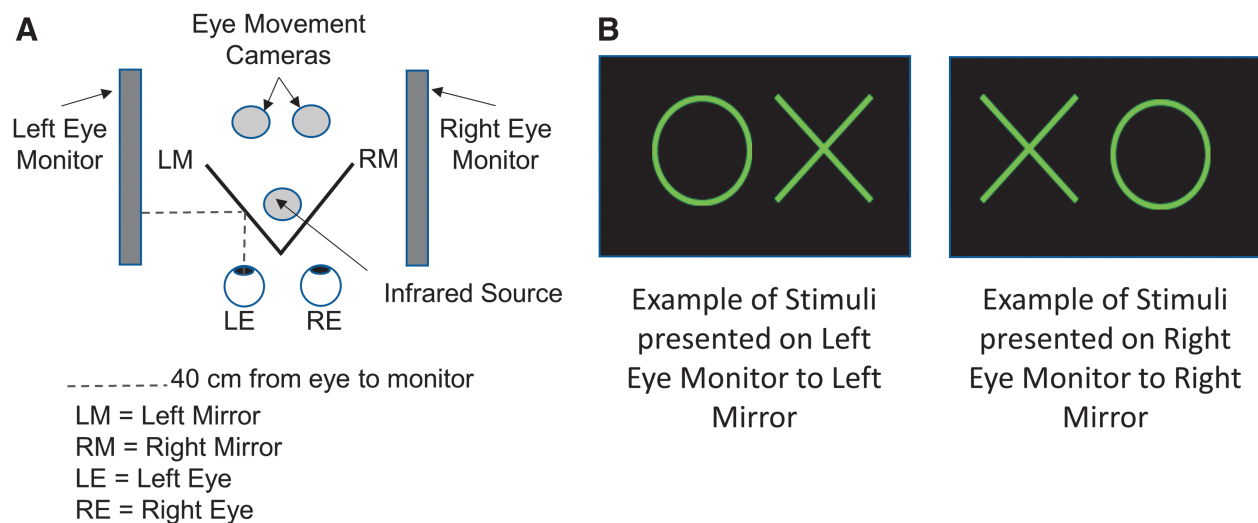 A
Eye Movement
Cameras
Left Eye
Monitor
LM
RM
Right Eye
Monitor
Infrared Source
LE
RE
40 cm from eye to monitor
LM = Left Mirror
RM = Right Mirror
LE = Left Eye
RE = Right Eye
B
O X
X O
Example of Stimuli
presented on Left
Eye Monitor to Left
Mirror
Example of Stimuli
presented on Right
Eye Monitor to Right
Mirror